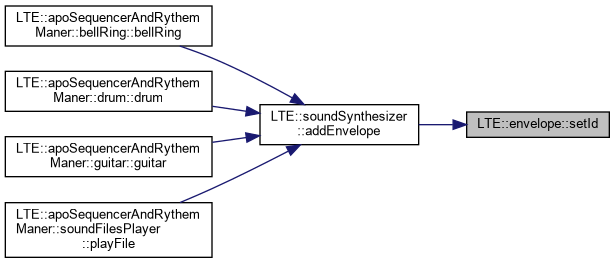 LTE::apoSequencerAndRythem
Maner::bellRing::bellRing
LTE::apoSequencerAndRythem
Maner::drum::drum
LTE::apoSequencerAndRythem
Maner::guitar::guitar
LTE::apoSequencerAndRythem
Maner::soundFilesPlayer
::playFile
LTE::soundSynthesizer
::addEnvelope
LTE::envelope::setId